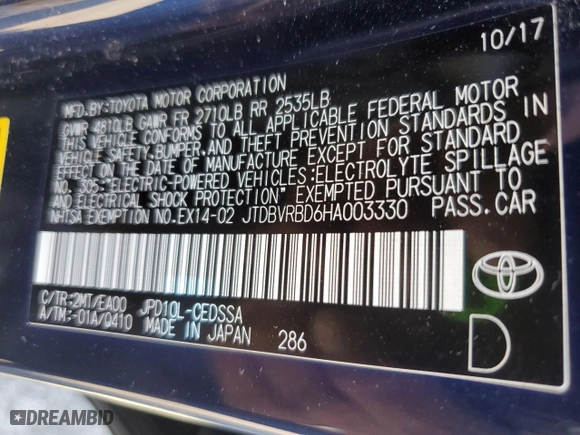 10/17
MFD.BY:TOYOTA MOTOR CORPORATION
GVWR 4810LB GAWR FR 2710LB RR 2535LB
THIS VEHICLE CONFORMS TO ALL APPLICABLE FEDERAL MOTOR
VEHICLE SAFETY,BUMPER,AND THEFT PREVENTION STANDARDS IN
EFFECT ON THE DATE OF MANUFACTURE EXCEPT FOR STANDARD
NO. 305:"ELECTRIC-POWERED VEHICLES:ELECTROLYTE SPILLAGE
AND ELECTRICAL SHOCK PROTECTION" EXEMPTED PURSUANT TO
NHTSA EXEMPTION NO.EX14-02 JTDBVRBD6HA003330 PASS.CAR
C/TR:2MT/EA00 JPD10L-CEDSSA
A/TM:-01A/Q410 MADE IN JAPAN 286
D
DREAMBID